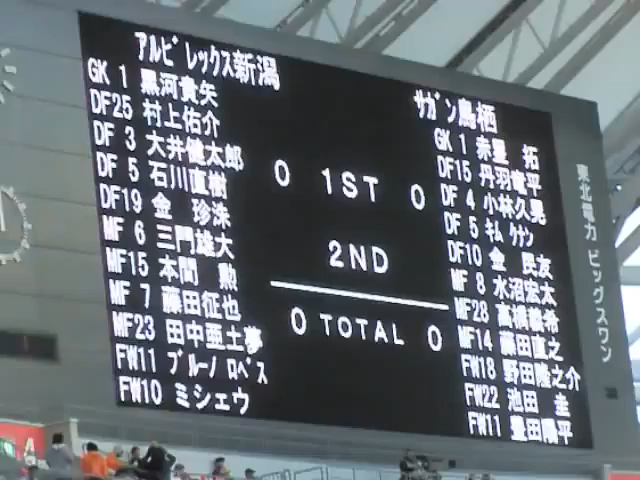 アルビレックス新潟
GK 1 黒河貴矢
DF25 村上佑介
DF 3 大井健太郎
DF 5 石川直樹
DF19 金 珍洙
MF 6 三門雄大
MF15 本間 勲
MF 7 藤田征也
MF23 田中亜土夢
FW11 ブルーノ ロペス
FW10 ミシェウ
0 1ST 0
2ND
0 TOTAL 0
サガン鳥栖
GK 1 赤星 拓
DF15 丹羽竜平
DF 4 小林久晃
DF 5 キム クナン
DF10 金 民友
MF 8 水沼宏太
MF28 高橋義希
MF14 藤田直之
FW18 野田隆之介
FW22 池田 圭
FW11 豊田陽平
東北電力 ビッグスワン